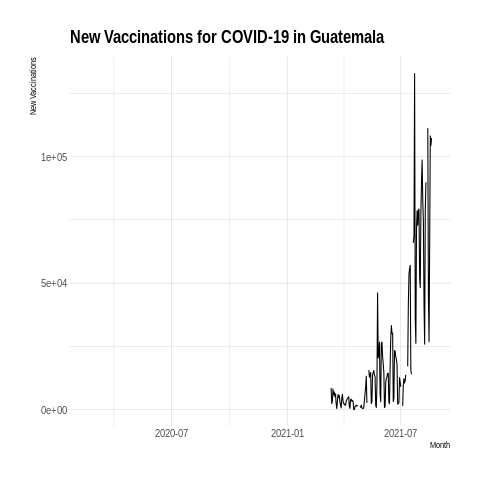 New Vaccinations for COVID-19 in Guatemala
New Vaccinations
1e+05
5e+04
0e+00
2020-07
2021-01
2021-07
Month